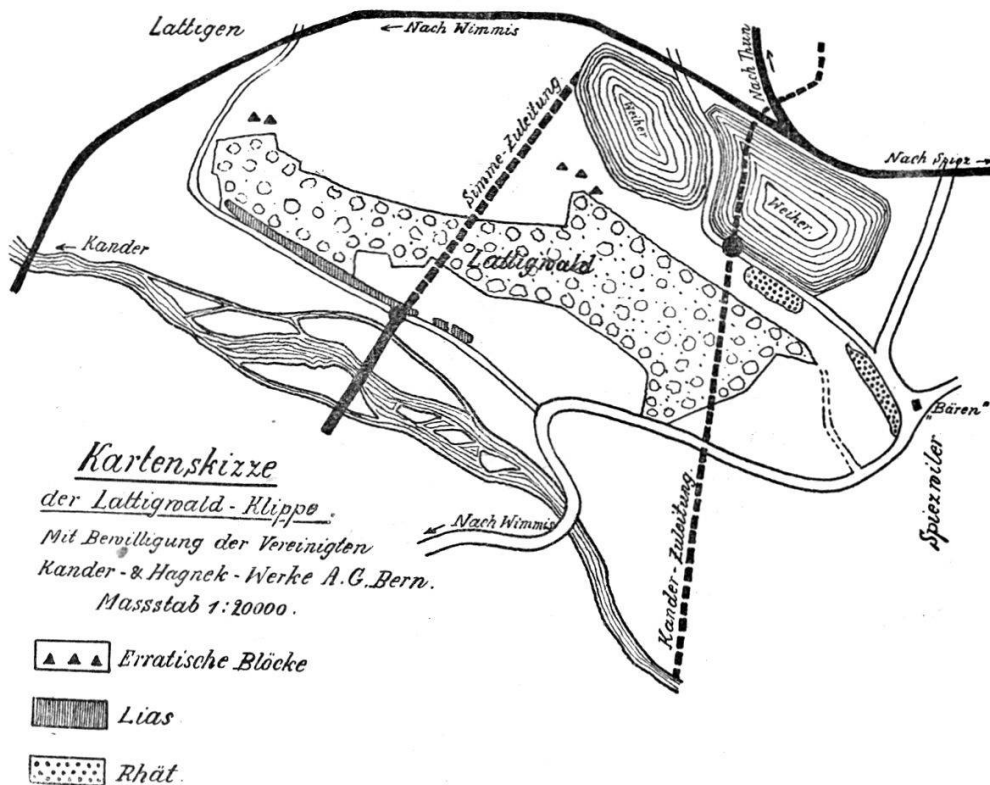 Lattigen
← Nach Wimmis
Nach Thun
←
Nach Spiez →
Weiher
Weiher.
Simme-Zuleitung.
← Kander
Lattigwald
„Bären“
Spiezwiler
← Nach Wimmis
Kander-Zuleitung.
Kartenskizze
der Lattigwald-Klippe.
Mit Bewilligung der Vereinigten
Kander-& Hagnek-Werke A.G. Bern.
Massstab 1:20000.
Erratische Blöcke
Lias
Rhät.